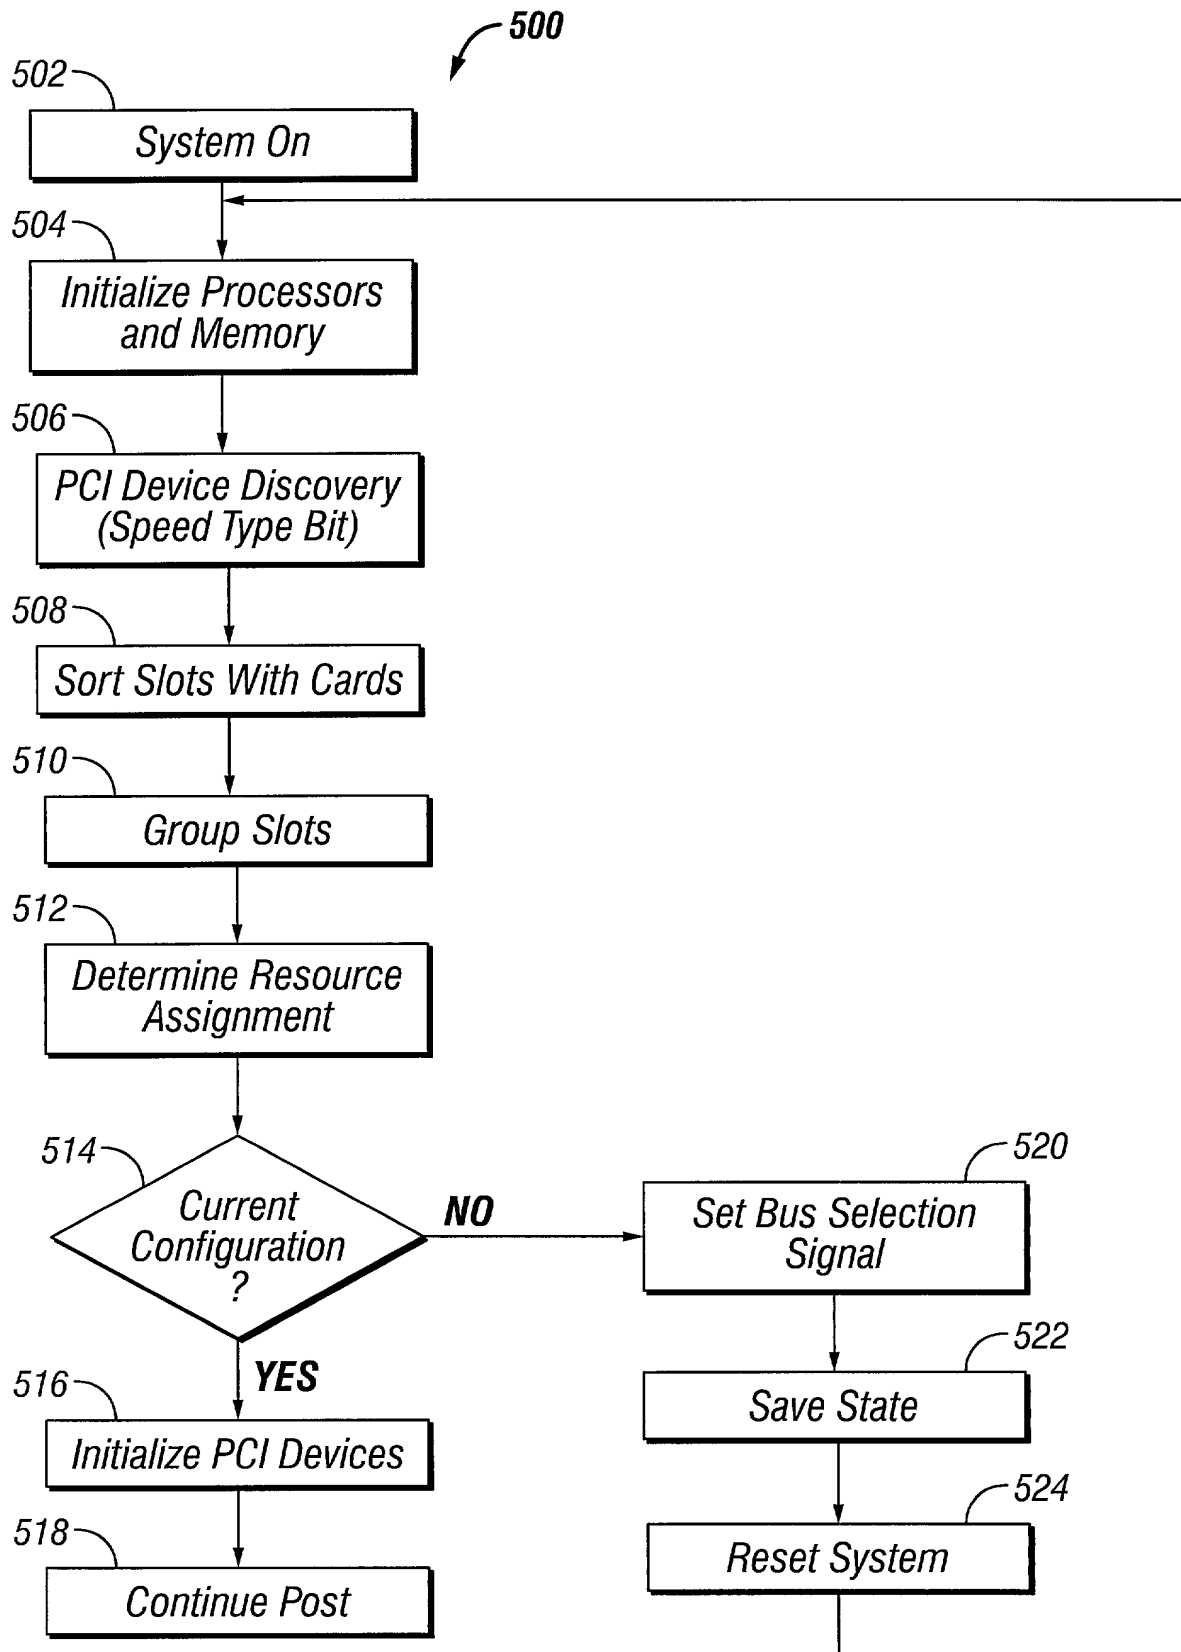 500
502
System On
504
Initialize Processors
and Memory
506
PCI Device Discovery
(Speed Type Bit)
508
Sort Slots With Cards
510
Group Slots
512
Determine Resource
Assignment
514
Current
Configuration
?
NO
520
Set Bus Selection
Signal
YES
522
Save State
516
Initialize PCI Devices
524
Reset System
518
Continue Post